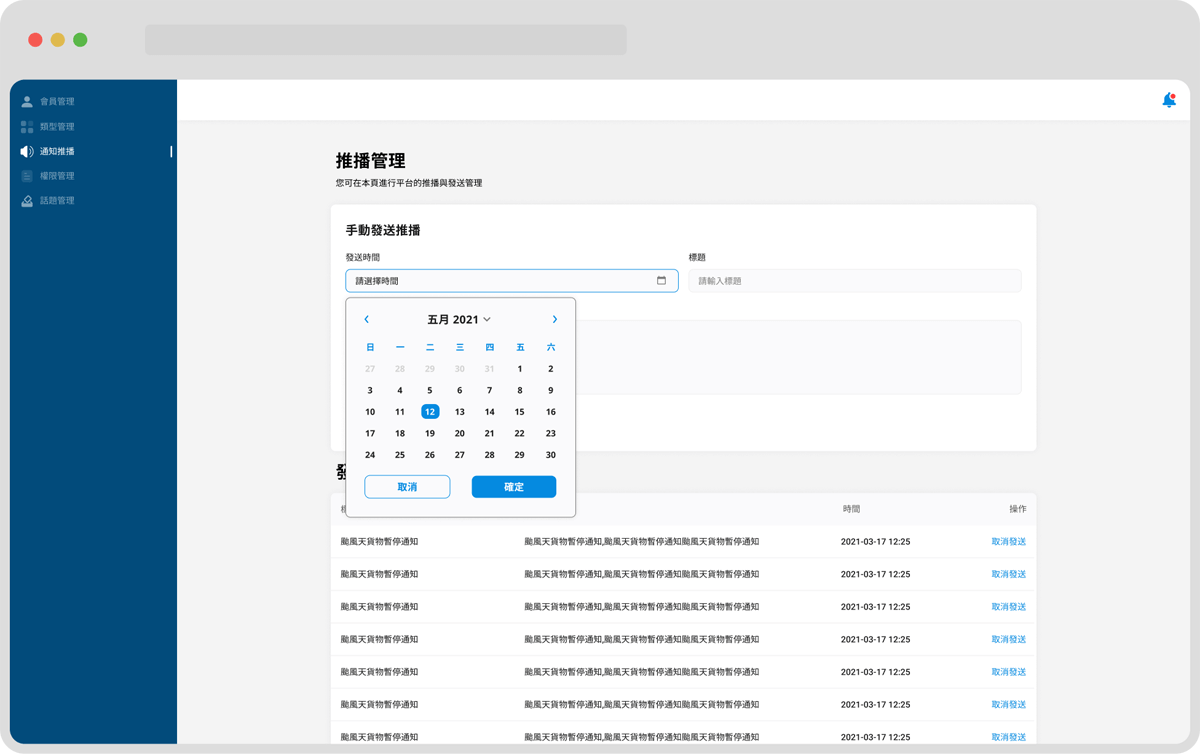 會員管理
類型管理
通知推播
權限管理
話題管理
推播管理
您可在本頁進行平台的推播與發送管理
手動發送推播
發送時間 標題
請選擇時間 請輸入標題
五月 2021
日 一 二 三 四 五 六
27 28 29 30 31 1 2
3 4 5 6 7 8 9
10 11 12 13 14 15 16
17 18 19 20 21 22 23
24 25 26 27 28 29 30
取消 確定
時間 操作
颱風天貨物暫停通知 颱風天貨物暫停通知,颱風天貨物暫停通知颱風天貨物暫停通知 2021-03-17 12:25 取消發送
颱風天貨物暫停通知 颱風天貨物暫停通知,颱風天貨物暫停通知颱風天貨物暫停通知 2021-03-17 12:25 取消發送
颱風天貨物暫停通知 颱風天貨物暫停通知,颱風天貨物暫停通知颱風天貨物暫停通知 2021-03-17 12:25 取消發送
颱風天貨物暫停通知 颱風天貨物暫停通知,颱風天貨物暫停通知颱風天貨物暫停通知 2021-03-17 12:25 取消發送
颱風天貨物暫停通知 颱風天貨物暫停通知,颱風天貨物暫停通知颱風天貨物暫停通知 2021-03-17 12:25 取消發送
颱風天貨物暫停通知 颱風天貨物暫停通知,颱風天貨物暫停通知颱風天貨物暫停通知 2021-03-17 12:25 取消發送
颱風天貨物暫停通知 颱風天貨物暫停通知,颱風天貨物暫停通知颱風天貨物暫停通知 2021-03-17 12:25 取消發送